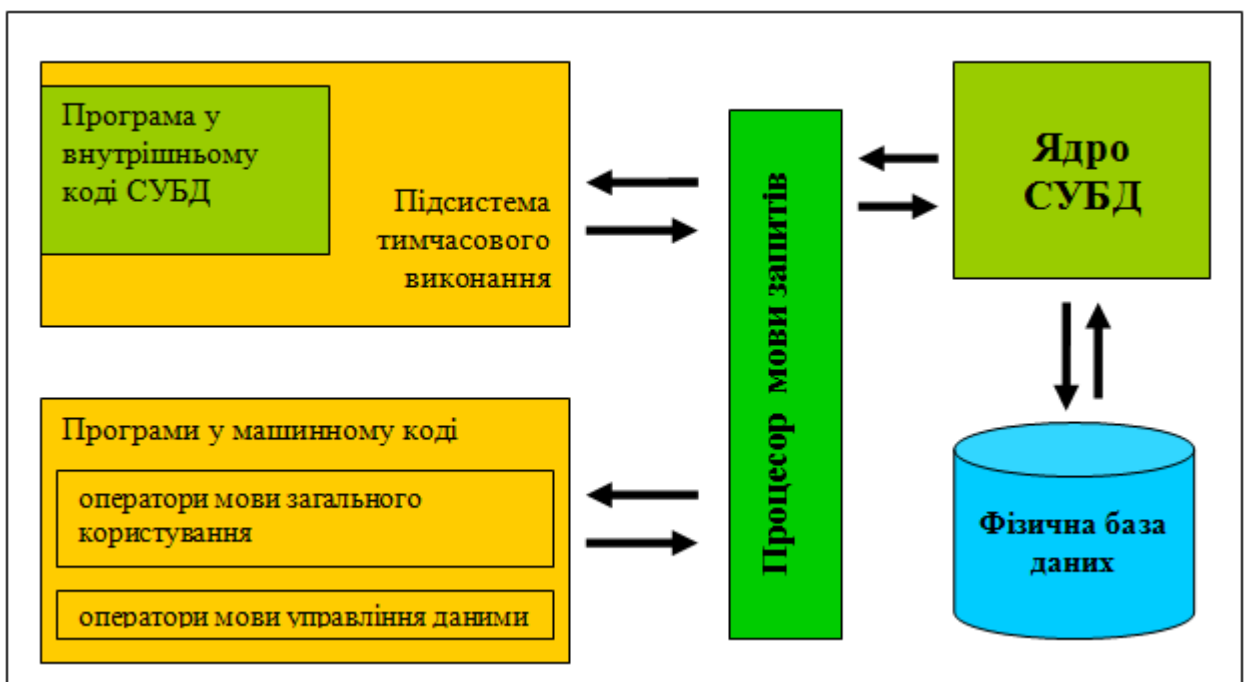 Програма у
внутрішньому
коді СУБД
Підсистема
тимчасового
виконання
Програми у машинному коді
оператори мови загального
користування
оператори мови управління даними
Процесор мови запитів
Ядро
СУБД
Фізична база
даних